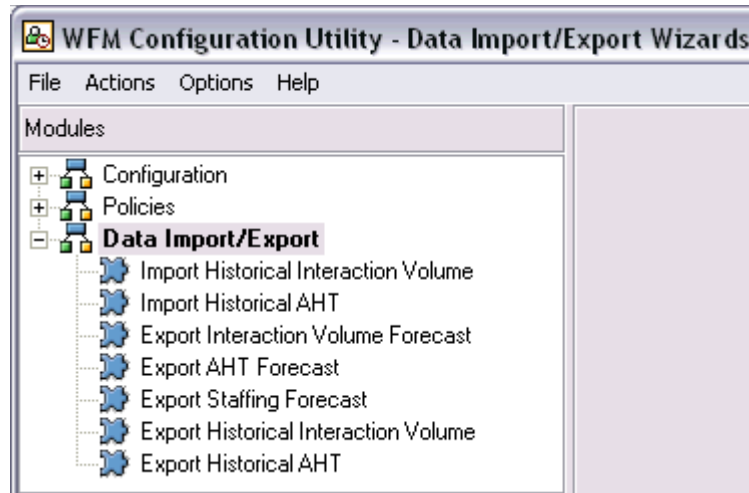 WFM Configuration Utility - Data Import/Export Wizards
File Actions Options Help
Modules
Configuration
Policies
Data Import/Export
Import Historical Interaction Volume
Import Historical AHT
Export Interaction Volume Forecast
Export AHT Forecast
Export Staffing Forecast
Export Historical Interaction Volume
Export Historical AHT